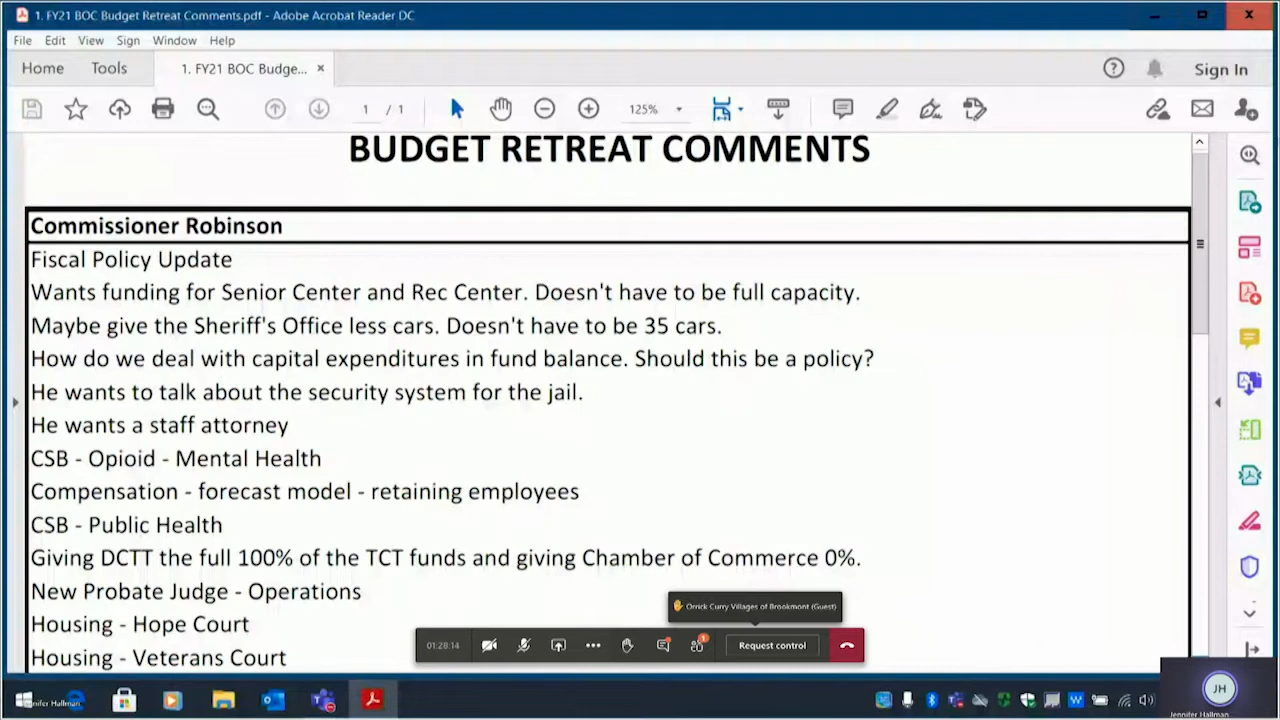 1. FY21 BOC Budget Retreat Comments.pdf - Adobe Acrobat Reader DC
File Edit View Sign Window Help
Home Tools 1. FY21 BOC Budge... × Sign In
1 / 1 125%
BUDGET RETREAT COMMENTS
Commissioner Robinson
Fiscal Policy Update
Wants funding for Senior Center and Rec Center. Doesn't have to be full capacity.
Maybe give the Sheriff's Office less cars. Doesn't have to be 35 cars.
How do we deal with capital expenditures in fund balance. Should this be a policy?
He wants to talk about the security system for the jail.
He wants a staff attorney
CSB - Opioid - Mental Health
Compensation - forecast model - retaining employees
CSB - Public Health
Giving DCTT the full 100% of the TCT funds and giving Chamber of Commerce 0%.
New Probate Judge - Operations
Orrick Curry Villages of Brookmont (Guest)
Housing - Hope Court
01:28:14 1 Request control
Housing - Veterans Court
Jennifer Hallman
JH
Jennifer Hallman